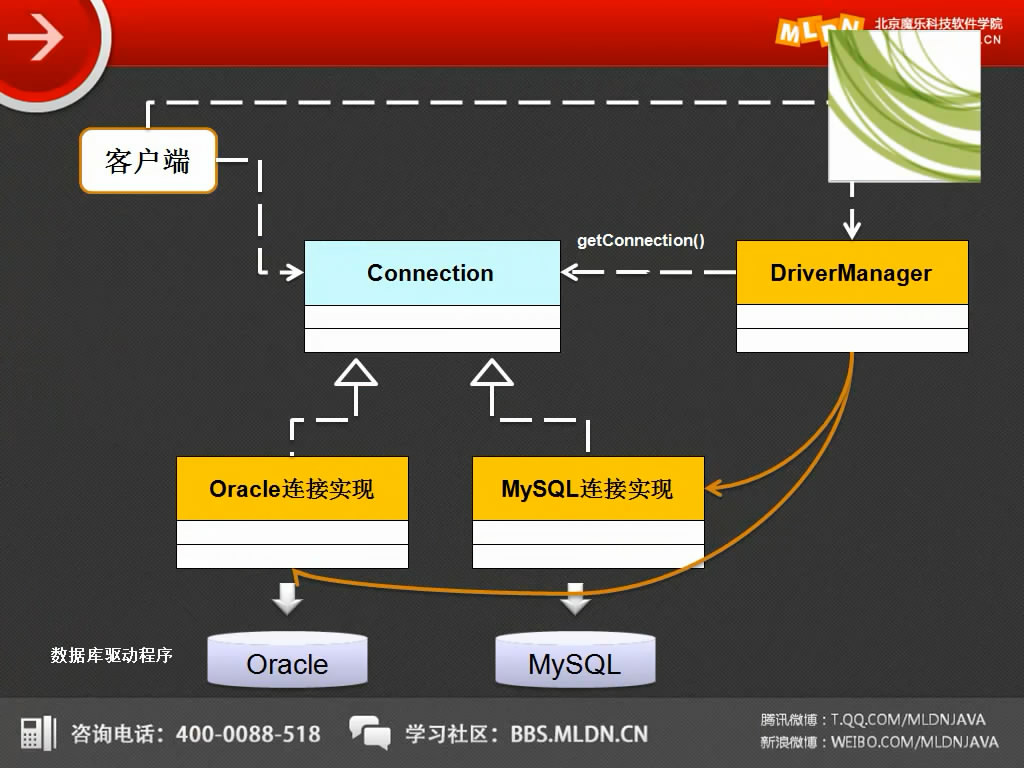 MLDN
北京魔乐科技软件学院
.CN
客户端
getConnection()
Connection
DriverManager
Oracle连接实现
MySQL连接实现
数据库驱动程序
Oracle
MySQL
咨询电话：400-0088-518
学习社区：BBS.MLDN.CN
腾讯微博：T.QQ.COM/MLDNJAVA
新浪微博：WEIBO.COM/MLDNJAVA